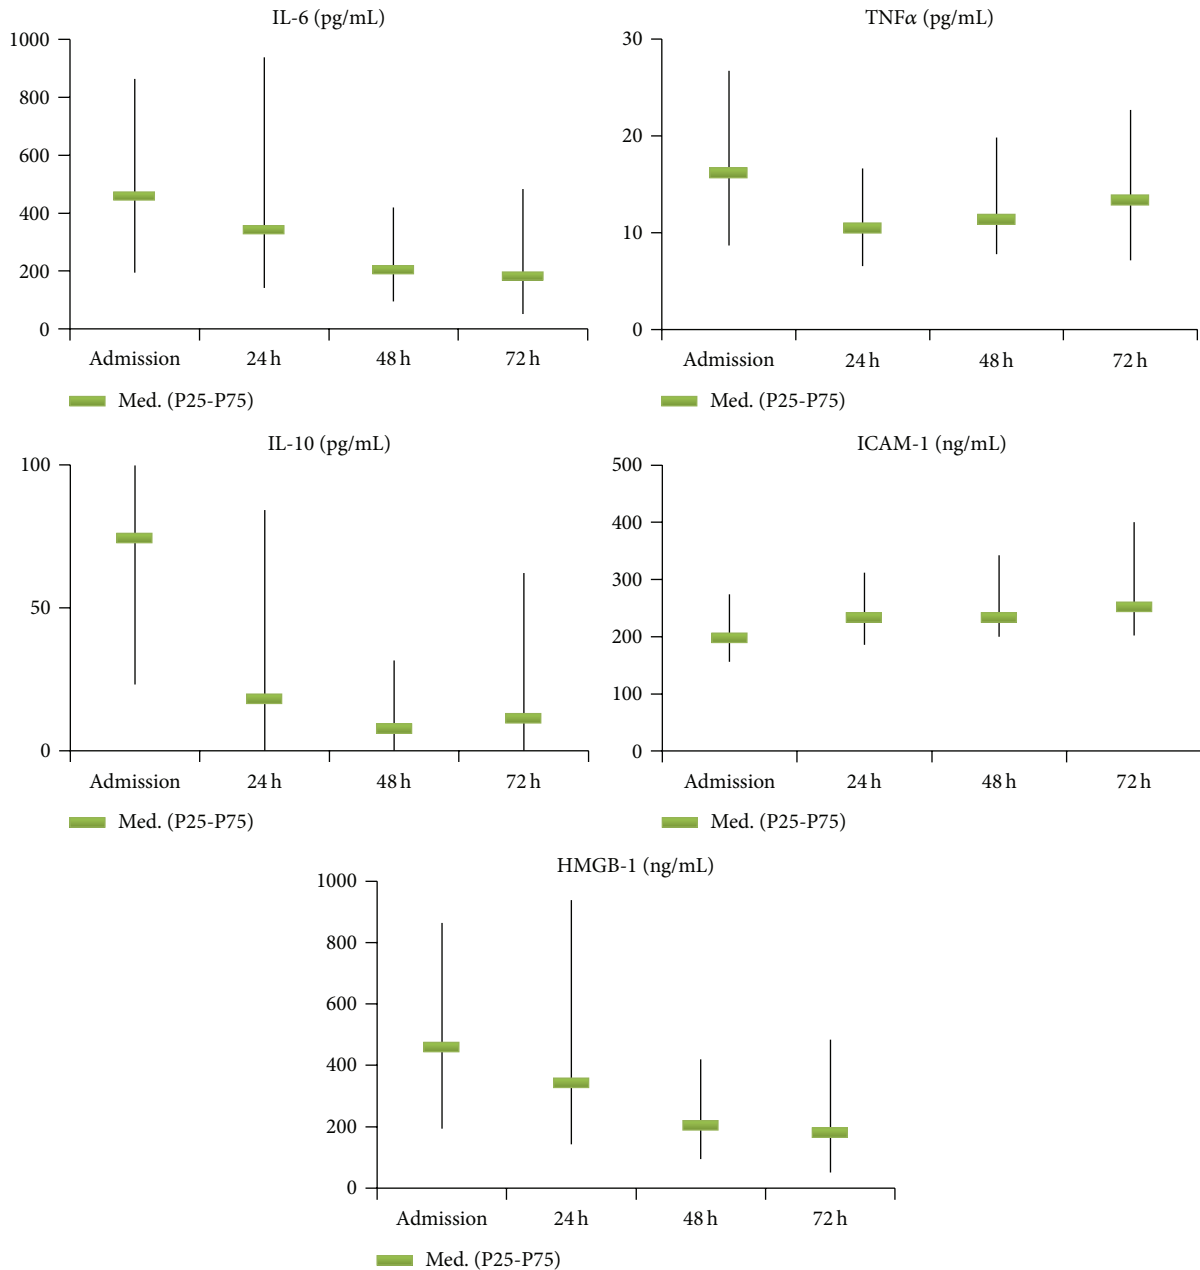 IL-6 (pg/mL)
1000
800
600
400
200
0
Admission 24 h 48 h 72 h
Med. (P25-P75)
TNFα (pg/mL)
30
20
10
0
Admission 24 h 48 h 72 h
Med. (P25-P75)
IL-10 (pg/mL)
100
50
0
Admission 24 h 48 h 72 h
Med. (P25-P75)
ICAM-1 (ng/mL)
500
400
300
200
100
0
Admission 24 h 48 h 72 h
Med. (P25-P75)
HMGB-1 (ng/mL)
1000
800
600
400
200
0
Admission 24 h 48 h 72 h
Med. (P25-P75)